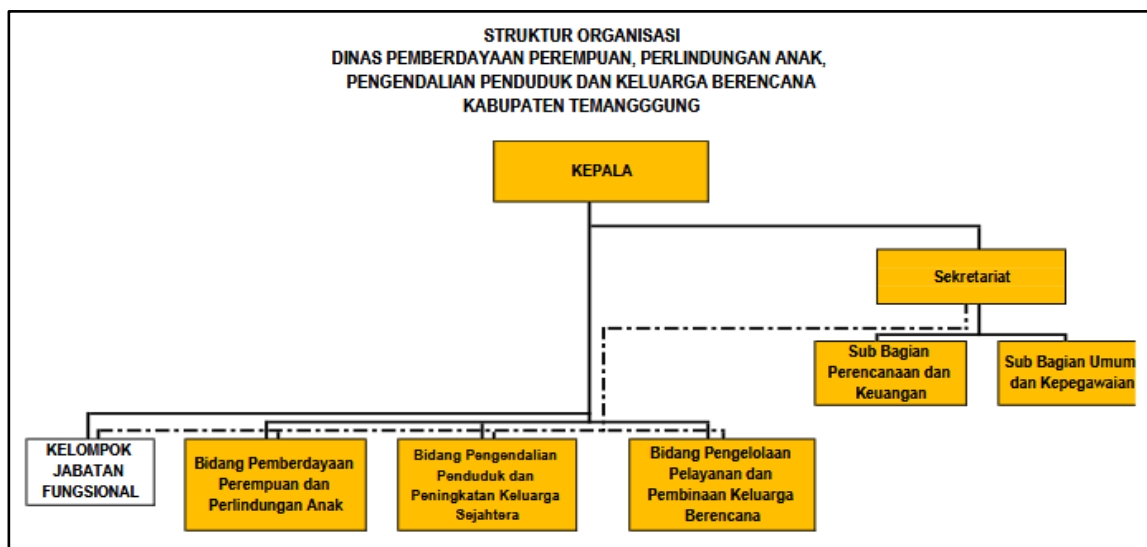 STRUKTUR ORGANISASI
DINAS PEMBERDAYAAN PEREMPUAN, PERLINDUNGAN ANAK,
PENGENDALIAN PENDUDUK DAN KELUARGA BERENCANA
KABUPATEN TEMANGGGUNG
KEPALA
Sekretariat
Sub Bagian
Perencanaan dan
Keuangan
Sub Bagian Umum
dan Kepegawaian
KELOMPOK
JABATAN
FUNGSIONAL
Bidang Pemberdayaan
Perempuan dan
Perlindungan Anak
Bidang Pengendalian
Penduduk dan
Peningkatan Keluarga
Sejahtera
Bidang Pengelolaan
Pelayanan dan
Pembinaan Keluarga
Berencana